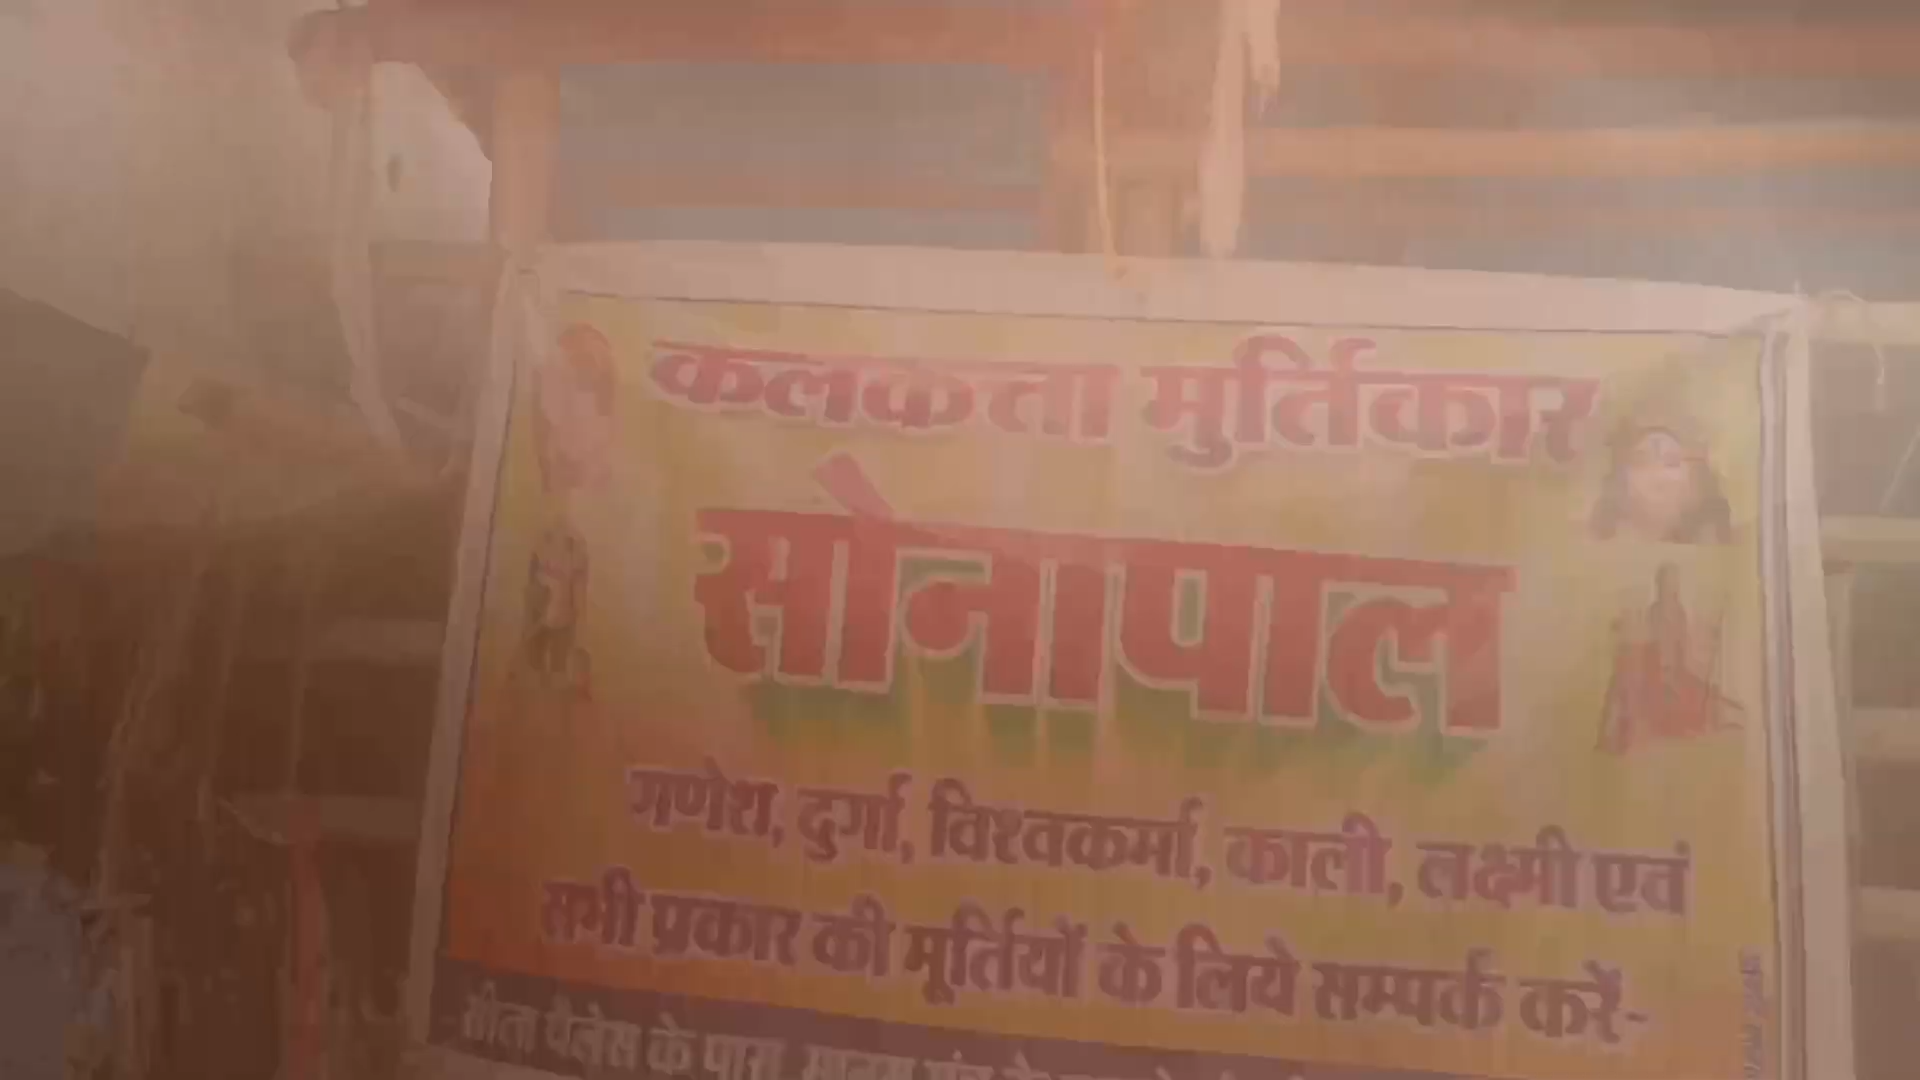 कलकत्ता मुर्तिकार
सोनापाल
गणेश, दुर्गा, विश्वकर्मा, काली, लक्ष्मी एवं
सभी प्रकार की मूर्तियों के लिये सम्पर्क करें-
के पास